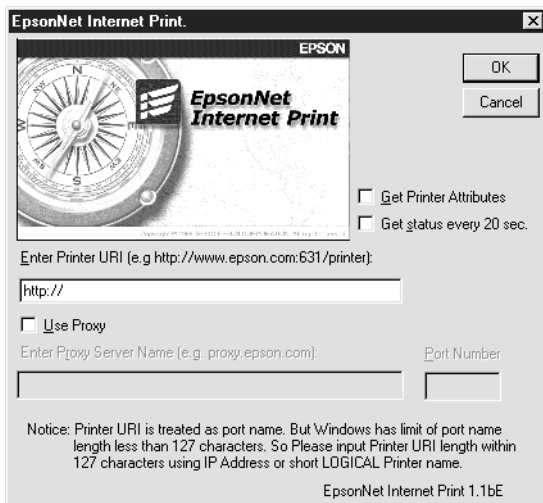 EpsonNet Internet Print.
EPSON
EpsonNet
Internet Print
OK
Cancel
Get Printer Attributes
Get status every 20 sec.
Enter Printer URI (e.g http://www.epson.com:631/printer):
http://
Use Proxy
Enter Proxy Server Name (e.g. proxy.epson.com):
Port Number
Notice: Printer URI is treated as port name. But Windows has limit of port name
length less than 127 characters. So Please input Printer URI length within
127 characters using IP Address or short LOGICAL Printer name.
EpsonNet Internet Print 1.1bE